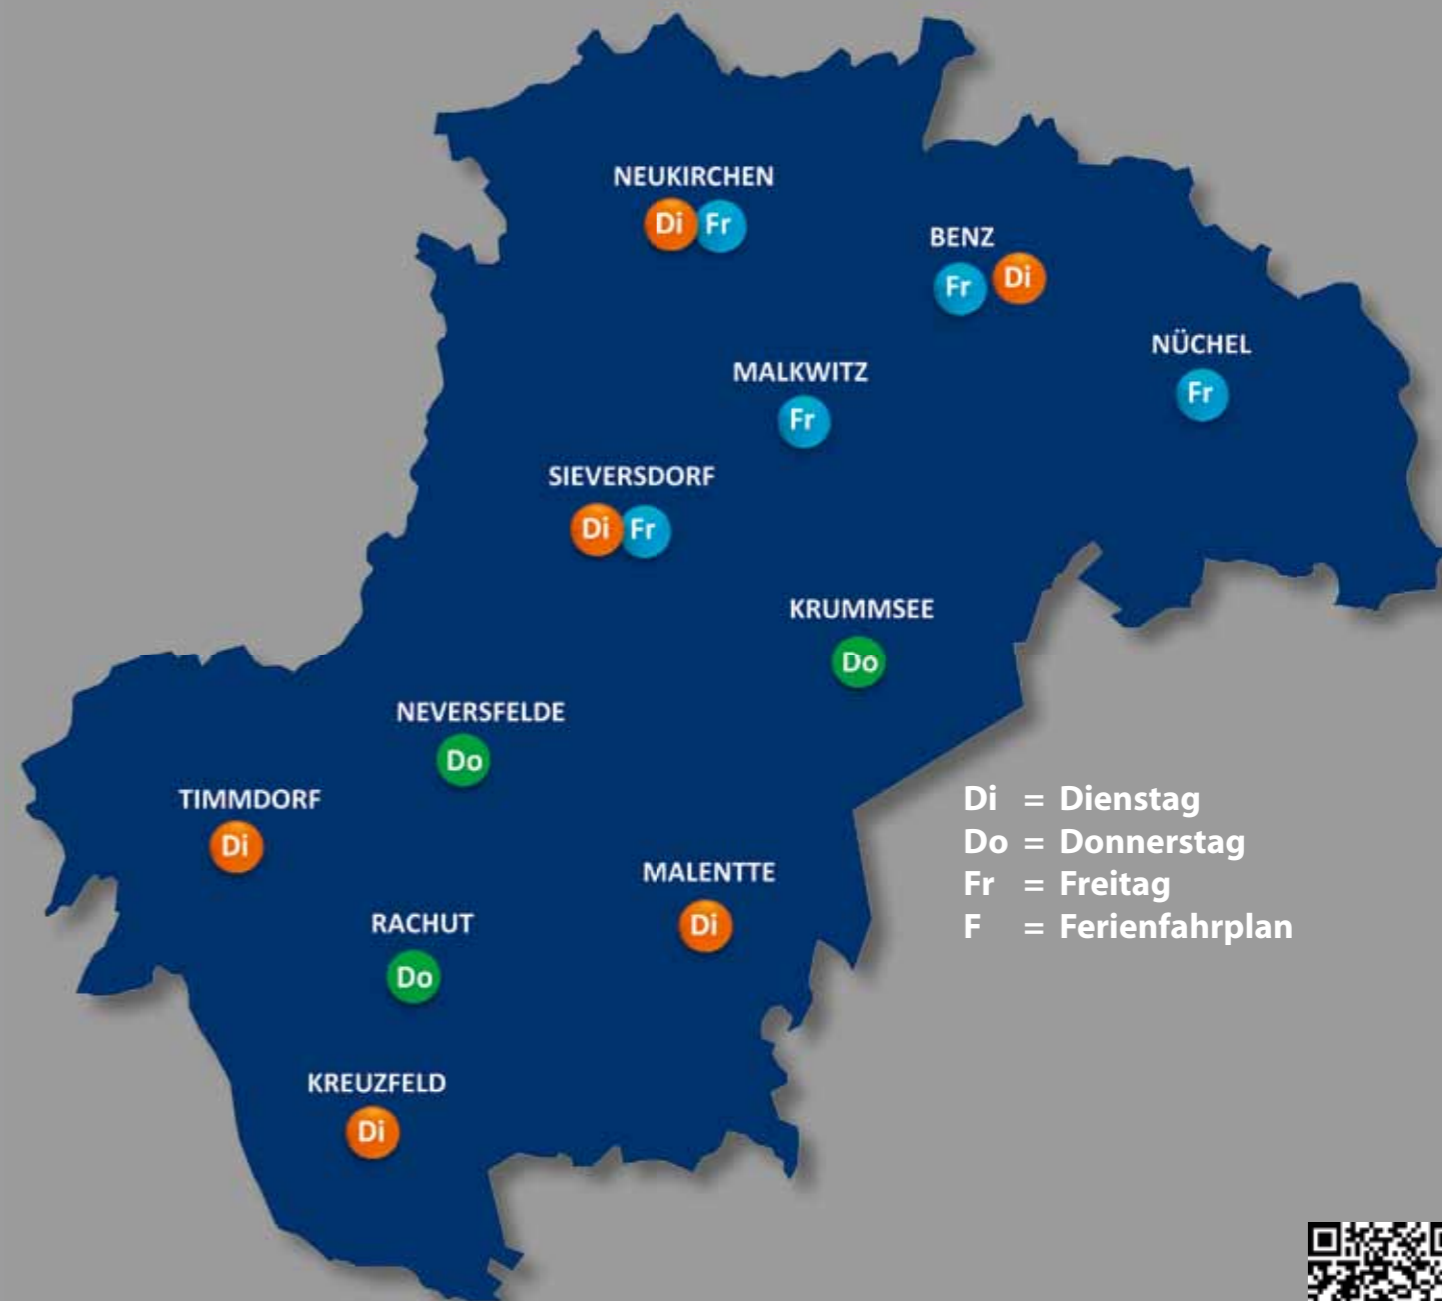 NEUKIRCHEN
Di Fr
BENZ
Fr Di
NÜCHEL
Fr
MALKWITZ
Fr
SIEVERSDORF
Di Fr
KRUMMSEE
Do
NEVERSFELDE
Do
TIMMDORF
Di
MALENTTE
Di
RACHUT
Do
KREUZFELD
Di
Di = Dienstag
Do = Donnerstag
Fr = Freitag
F = Ferienfahrplan